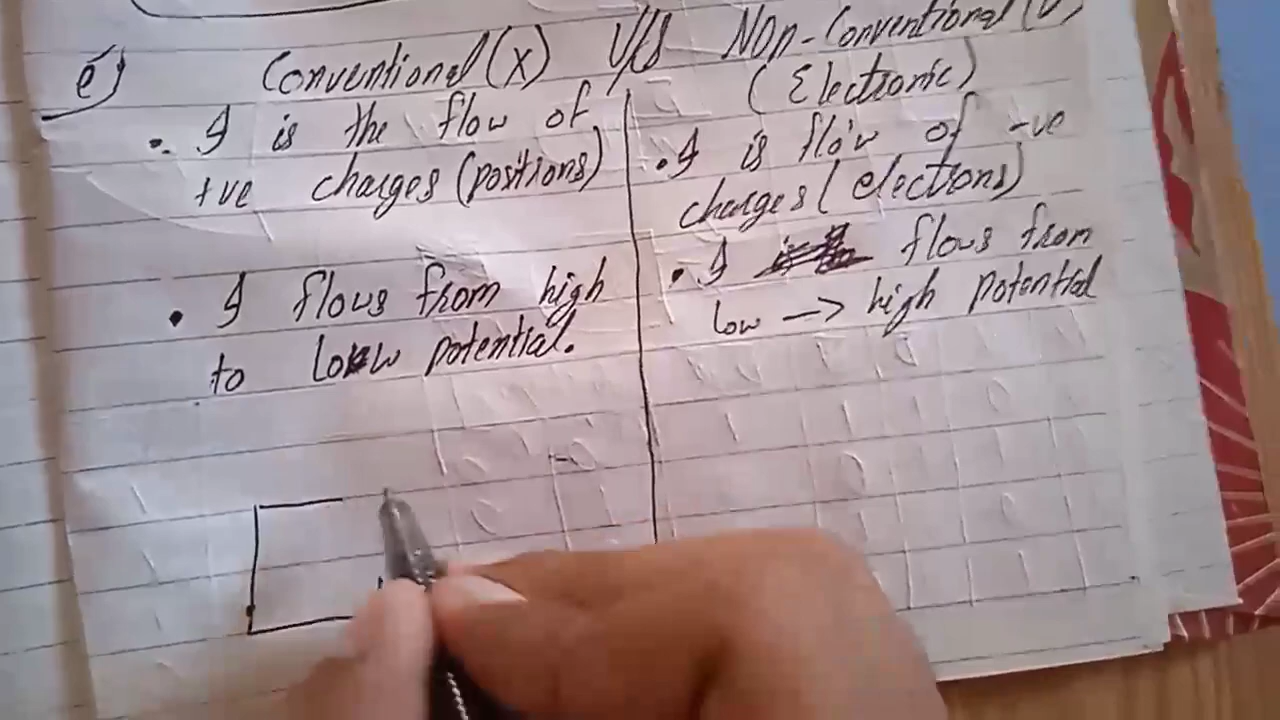 e) Conventional (X) V/S Non-Conventional (✓)
(Electronic)
• I is the flow of
+ve charges (positions)
• I flows from high
to low potential.
• I is flow of -ve
charges (elections)
• I flows from
low → high potential